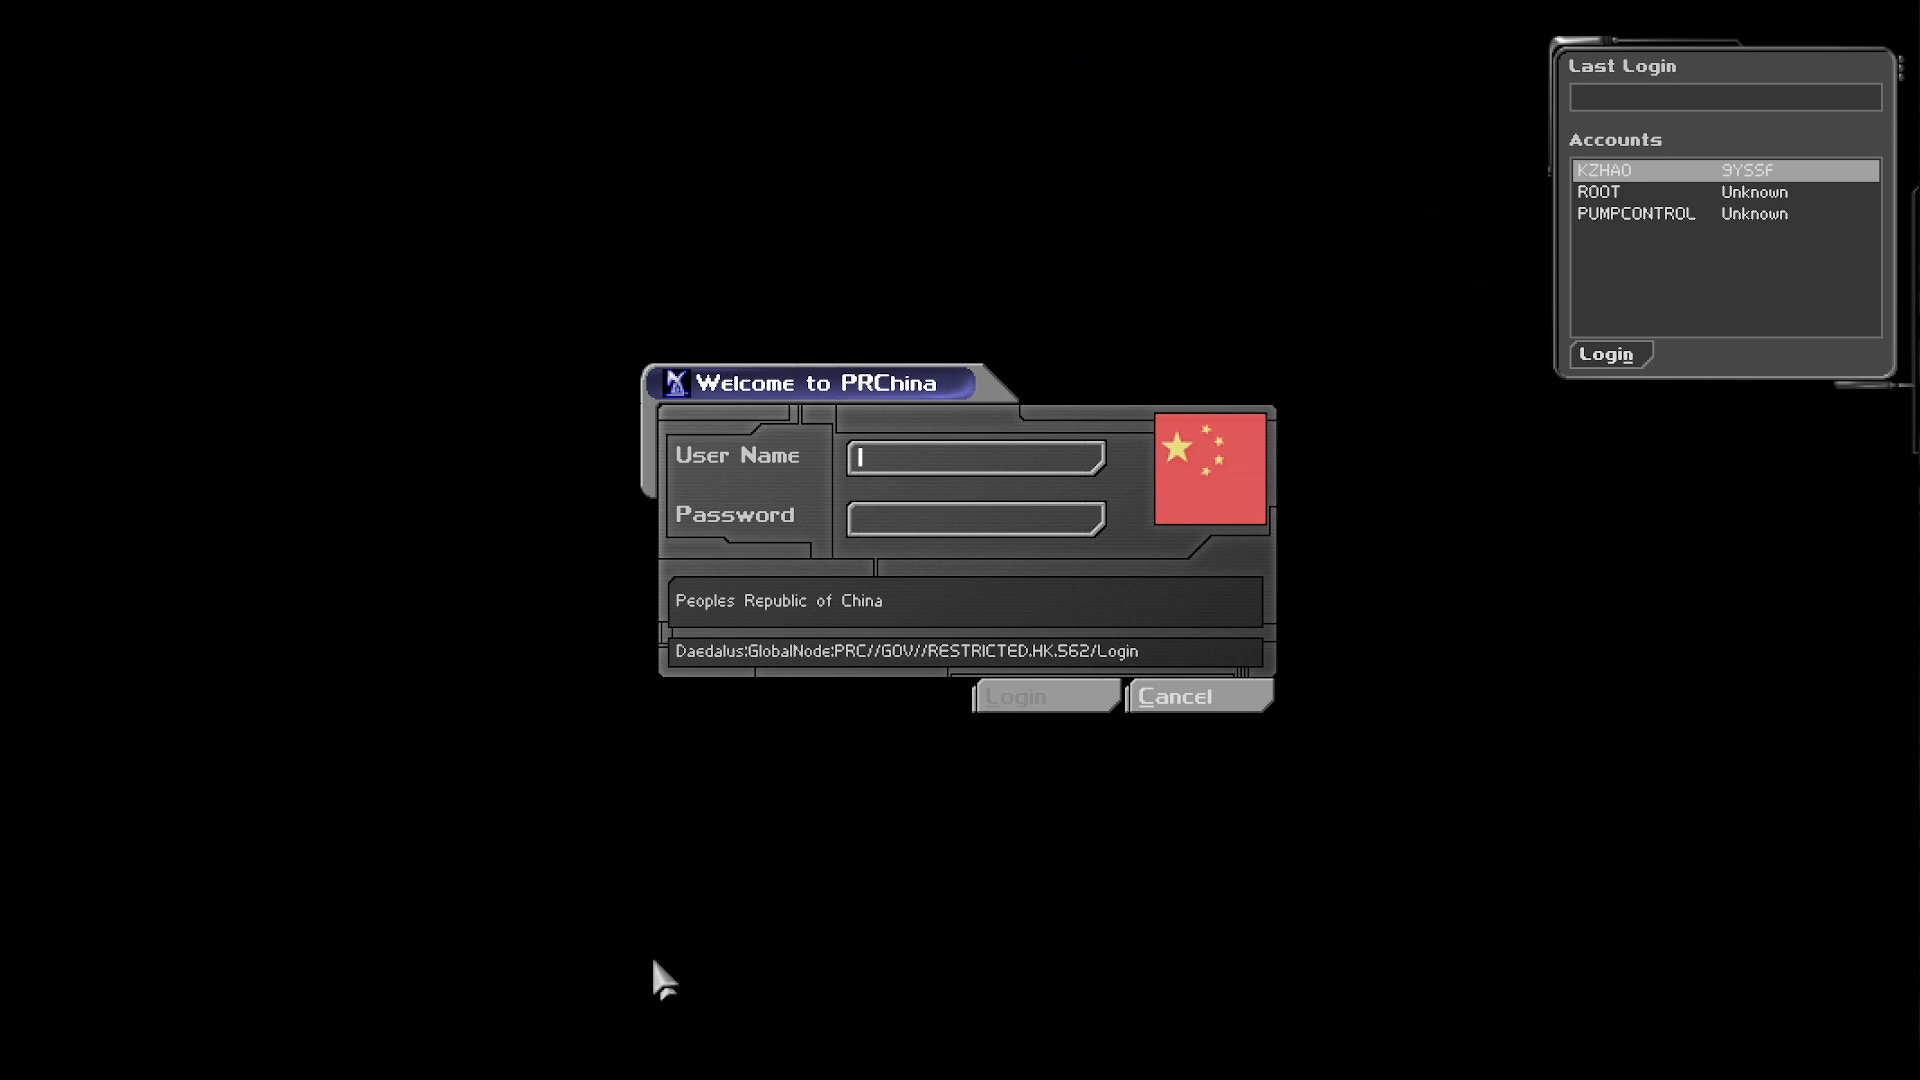 Last Login
Accounts
KZHAO 9YSSF
ROOT Unknown
PUMPCONTROL Unknown
Login
Welcome to PRChina
User Name
Password
Peoples Republic of China
Daedalus:GlobalNode:PRC//GOV//RESTRICTED.HK.562/Login
Login
Cancel